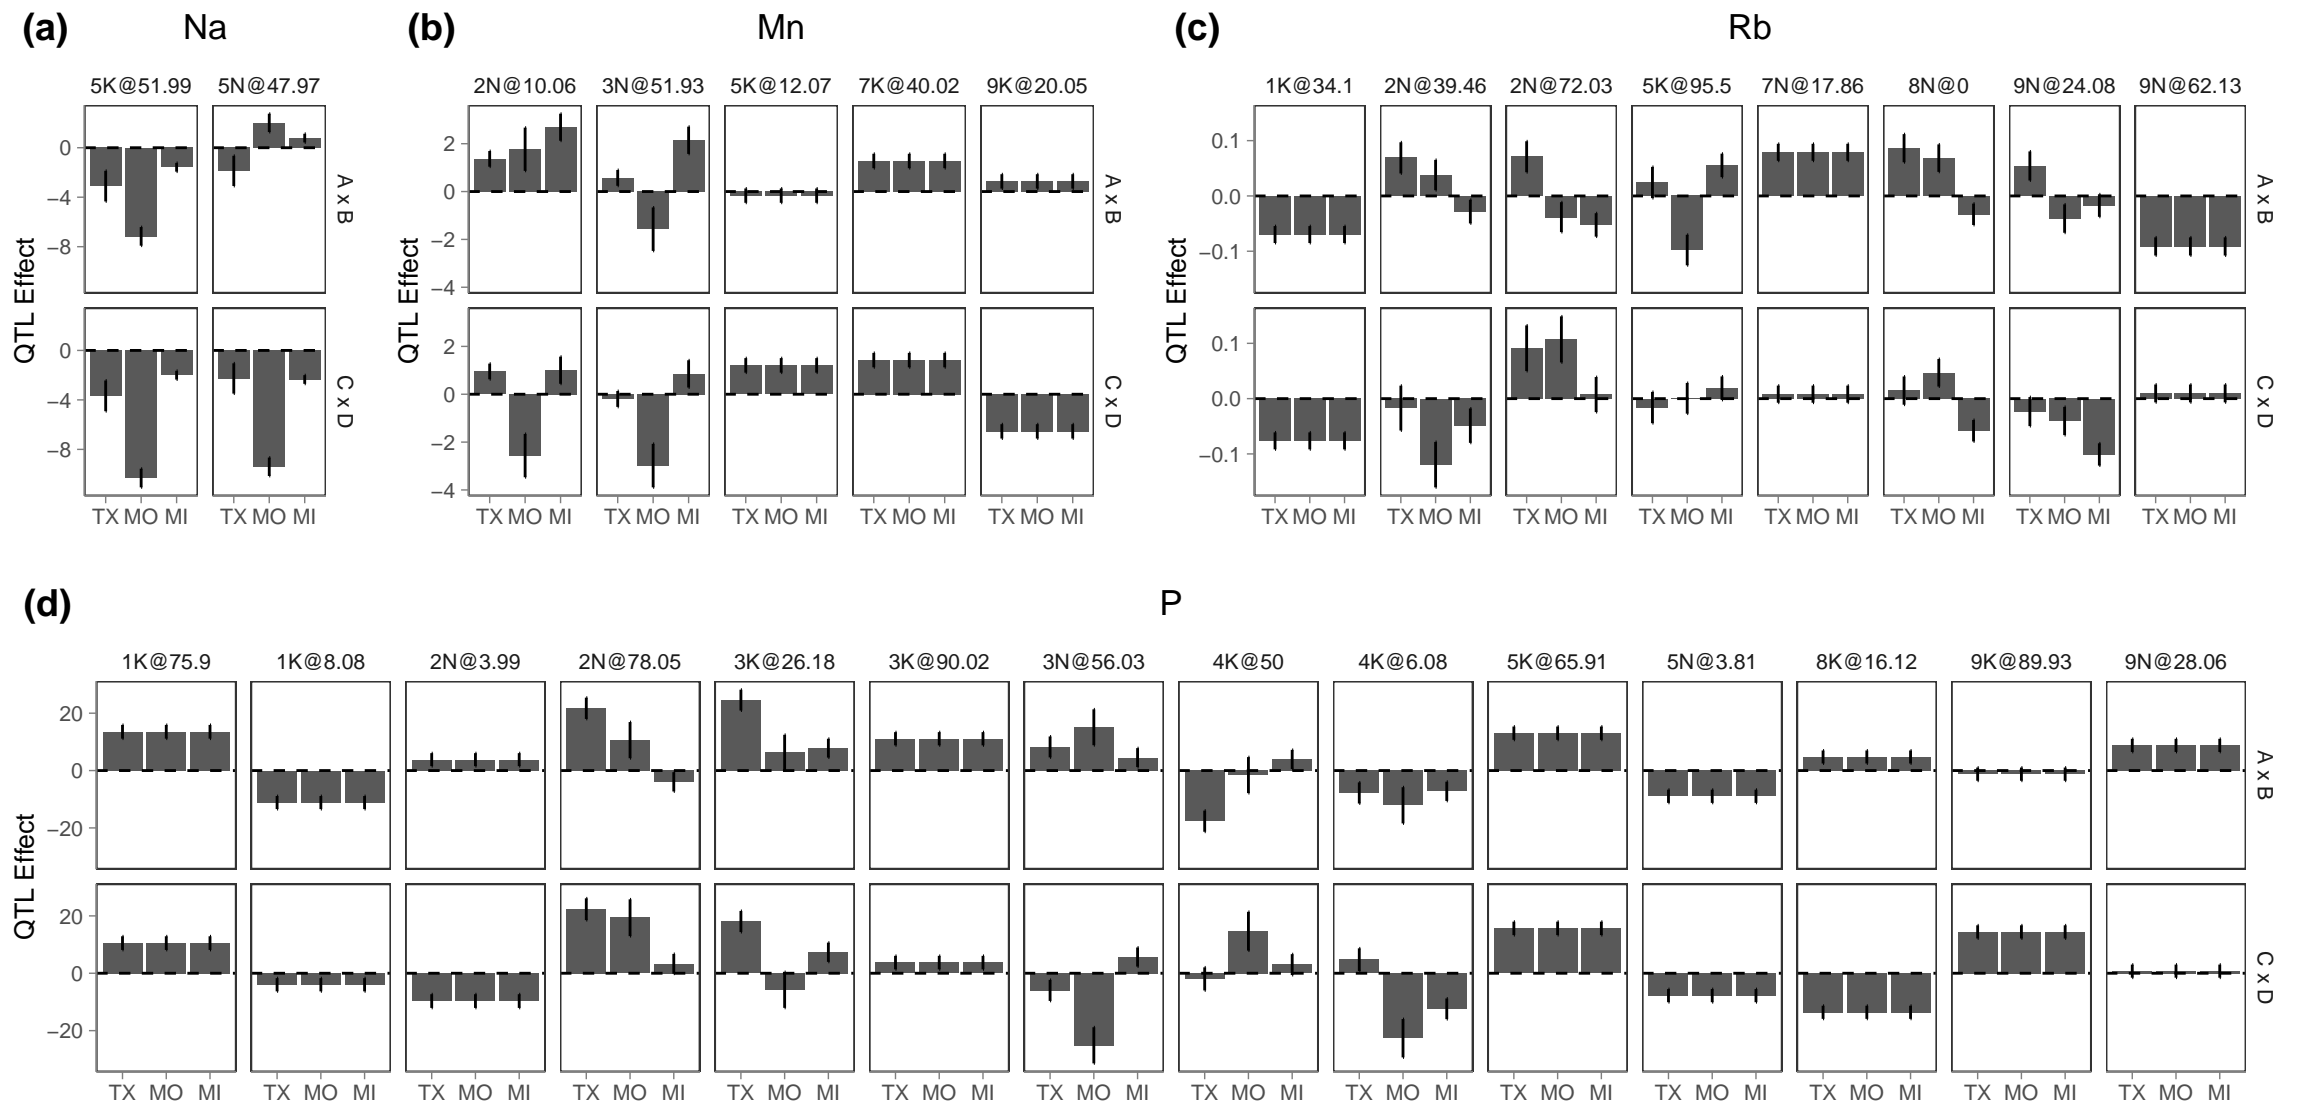 (a) Na (b) Mn (c) Rb
5K@51.99 5N@47.97 2N@10.06 3N@51.93 5K@12.07 7K@40.02 9K@20.05 1K@34.1 2N@39.46 2N@72.03 5K@95.5 7N@17.86 8N@0 9N@24.08 9N@62.13
QTL Effect
0
−4
−8
A x B
0
−4
−8
C x D
TX MO MI TX MO MI
QTL Effect
2
0
−2
−4
A x B
2
0
−2
−4
C x D
TX MO MI TX MO MI TX MO MI TX MO MI TX MO MI
QTL Effect
0.1
0.0
−0.1
A x B
0.1
0.0
−0.1
C x D
TX MO MI TX MO MI TX MO MI TX MO MI TX MO MI TX MO MI TX MO MI TX MO MI
(d) P
1K@75.9 1K@8.08 2N@3.99 2N@78.05 3K@26.18 3K@90.02 3N@56.03 4K@50 4K@6.08 5K@65.91 5N@3.81 8K@16.12 9K@89.93 9N@28.06
QTL Effect
20
0
−20
A x B
20
0
−20
C x D
TX MO MI TX MO MI TX MO MI TX MO MI TX MO MI TX MO MI TX MO MI TX MO MI TX MO MI TX MO MI TX MO MI TX MO MI TX MO MI TX MO MI